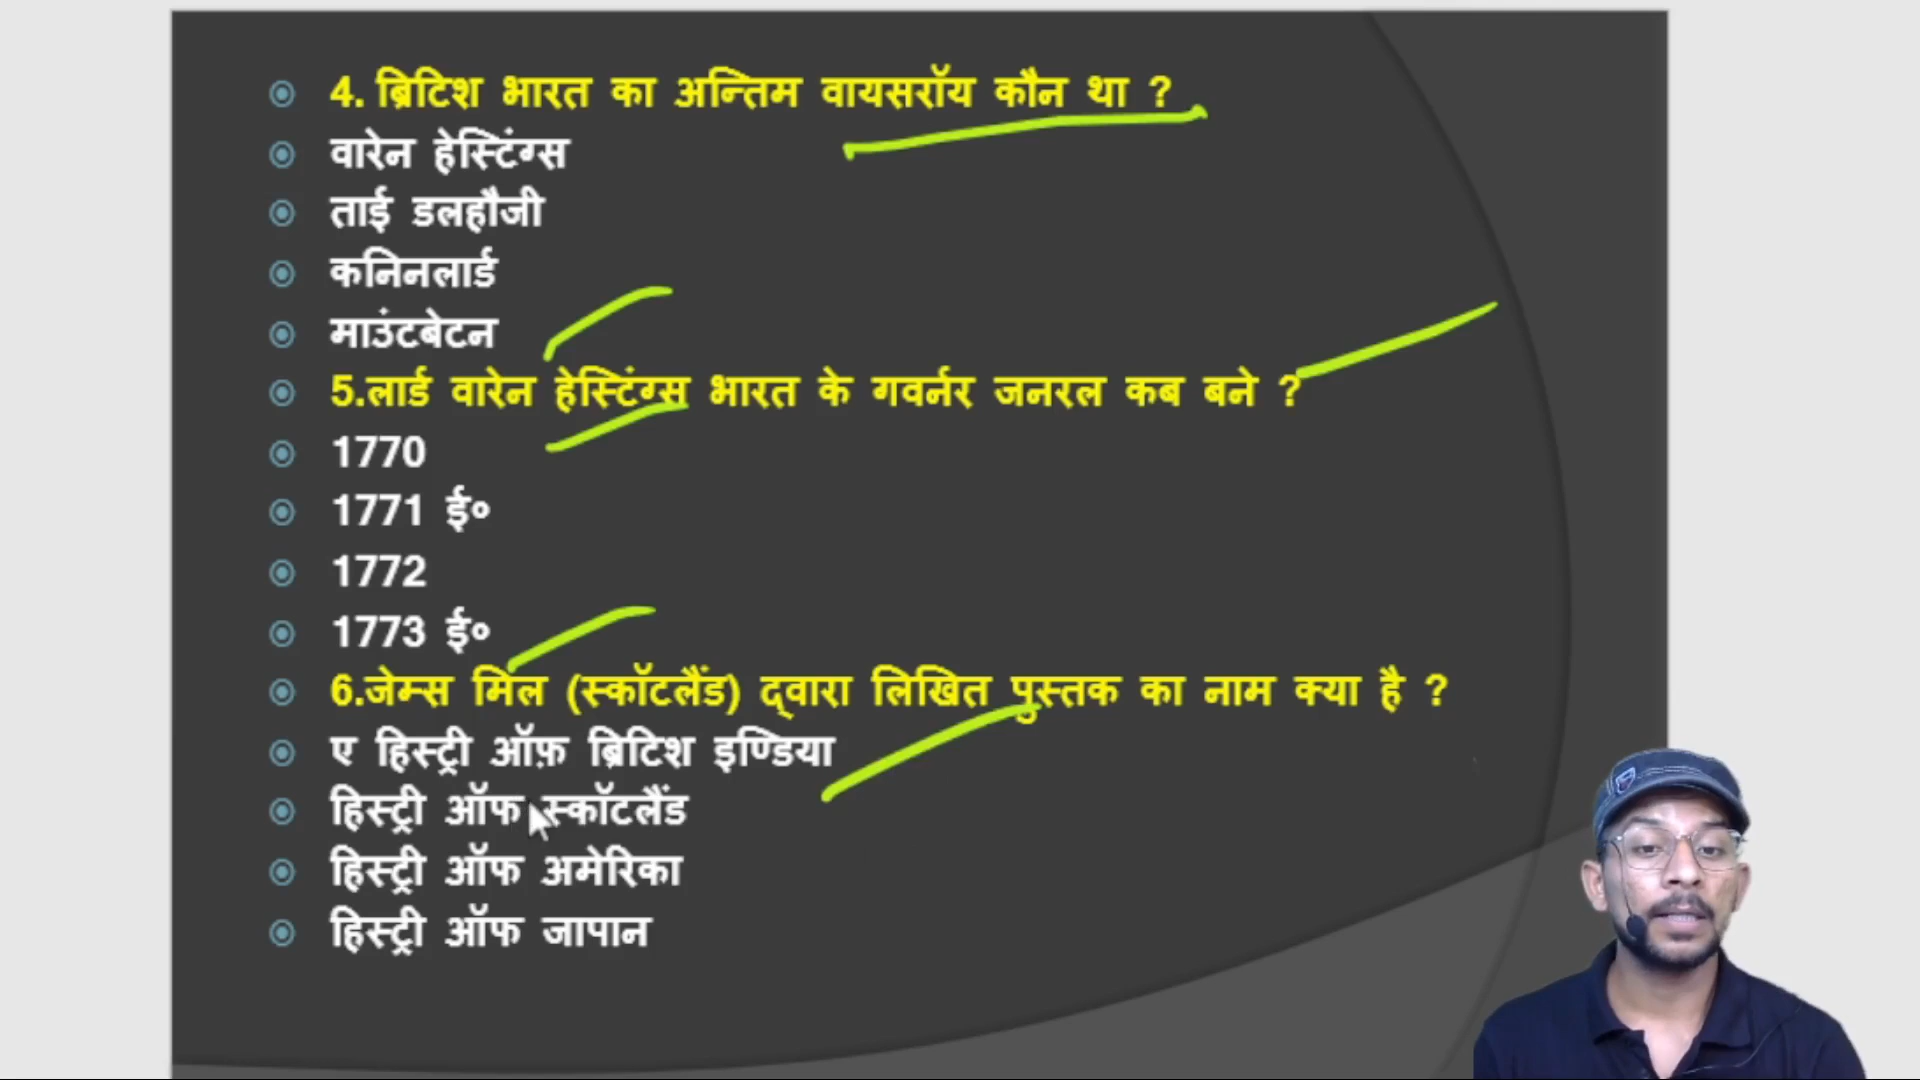 4. ब्रिटिश भारत का अन्तिम वायसरॉय कौन था ?
वारेन हेस्टिंग्स
ताई डलहौजी
कनिनलार्ड
माउंटबेटन
5.लार्ड वारेन हेस्टिंग्स भारत के गवर्नर जनरल कब बने ?
1770
1771 ई०
1772
1773 ई०
6.जेम्स मिल (स्कॉटलैंड) द्वारा लिखित पुस्तक का नाम क्या है ?
ए हिस्ट्री ऑफ़ ब्रिटिश इण्डिया
हिस्ट्री ऑफ स्कॉटलैंड
हिस्ट्री ऑफ अमेरिका
हिस्ट्री ऑफ जापान